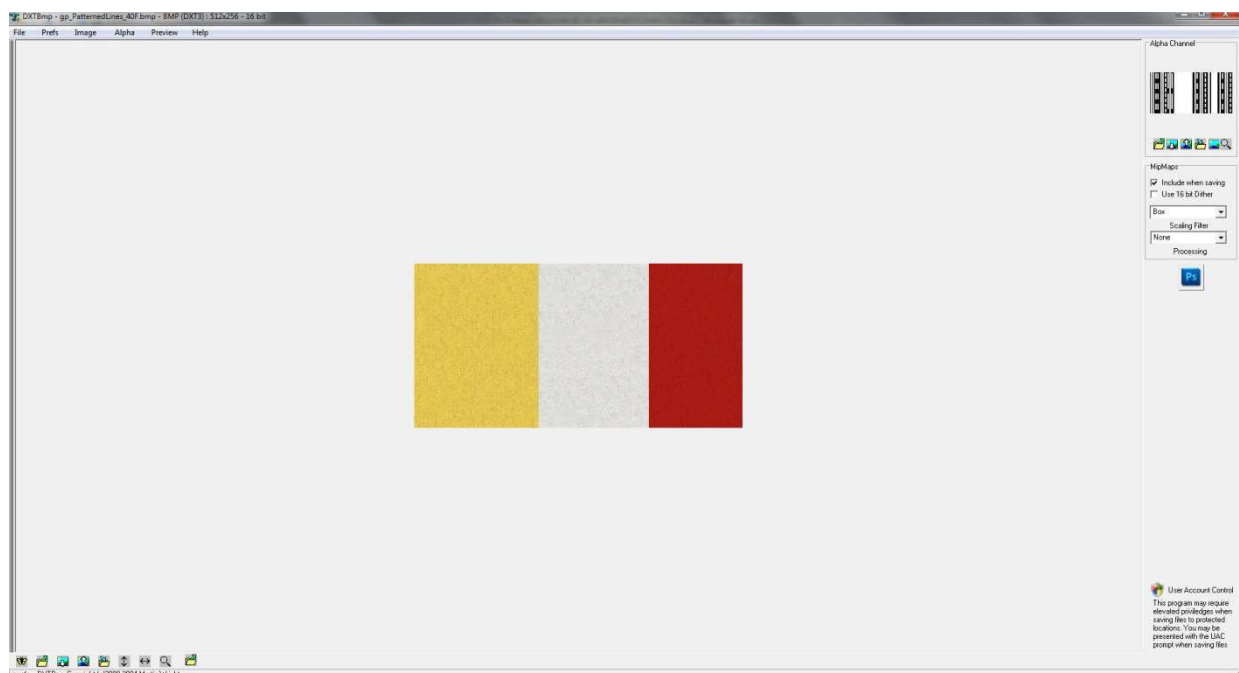 DXTBmp - gp_PatternedLines_40F.bmp - BMP (DXT3) : 512x256 - 16 bit
File Prefs Image Alpha Preview Help
Alpha Channel
MipMaps
Include when saving
Use 16 bit Dither
Box
Scaling Filter
None
Processing
Ps
User Account Control
This program may require
elevated priviledges when
saving files to protected
locations. You may be
presented with the UAC
prompt when saving files